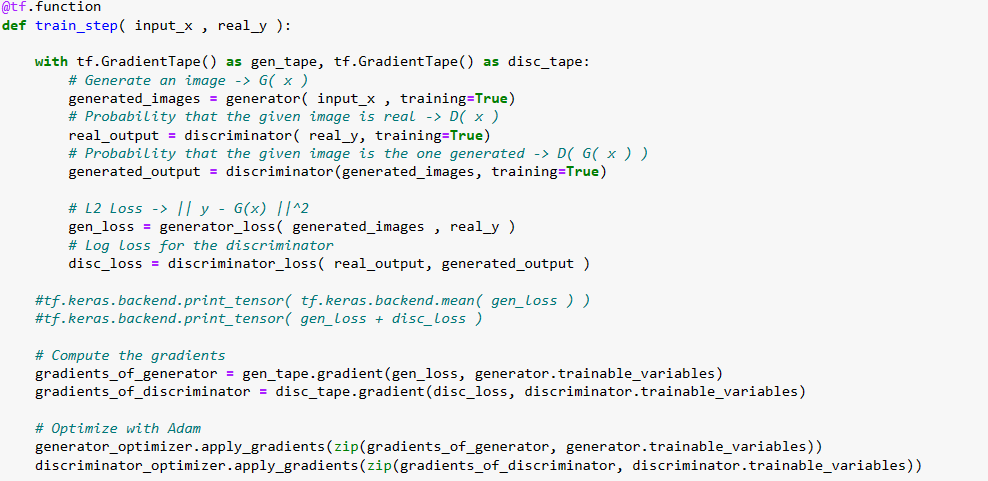 @tf.function
def train_step( input_x , real_y ):
with tf.GradientTape() as gen_tape, tf.GradientTape() as disc_tape:
# Generate an image -> G( x )
generated_images = generator( input_x , training=True)
# Probability that the given image is real -> D( x )
real_output = discriminator( real_y, training=True)
# Probability that the given image is the one generated -> D( G( x ) )
generated_output = discriminator(generated_images, training=True)
# L2 Loss -> || y - G(x) ||^2
gen_loss = generator_loss( generated_images , real_y )
# Log loss for the discriminator
disc_loss = discriminator_loss( real_output, generated_output )
#tf.keras.backend.print_tensor( tf.keras.backend.mean( gen_loss ) )
#tf.keras.backend.print_tensor( gen_loss + disc_loss )
# Compute the gradients
gradients_of_generator = gen_tape.gradient(gen_loss, generator.trainable_variables)
gradients_of_discriminator = disc_tape.gradient(disc_loss, discriminator.trainable_variables)
# Optimize with Adam
generator_optimizer.apply_gradients(zip(gradients_of_generator, generator.trainable_variables))
discriminator_optimizer.apply_gradients(zip(gradients_of_discriminator, discriminator.trainable_variables))